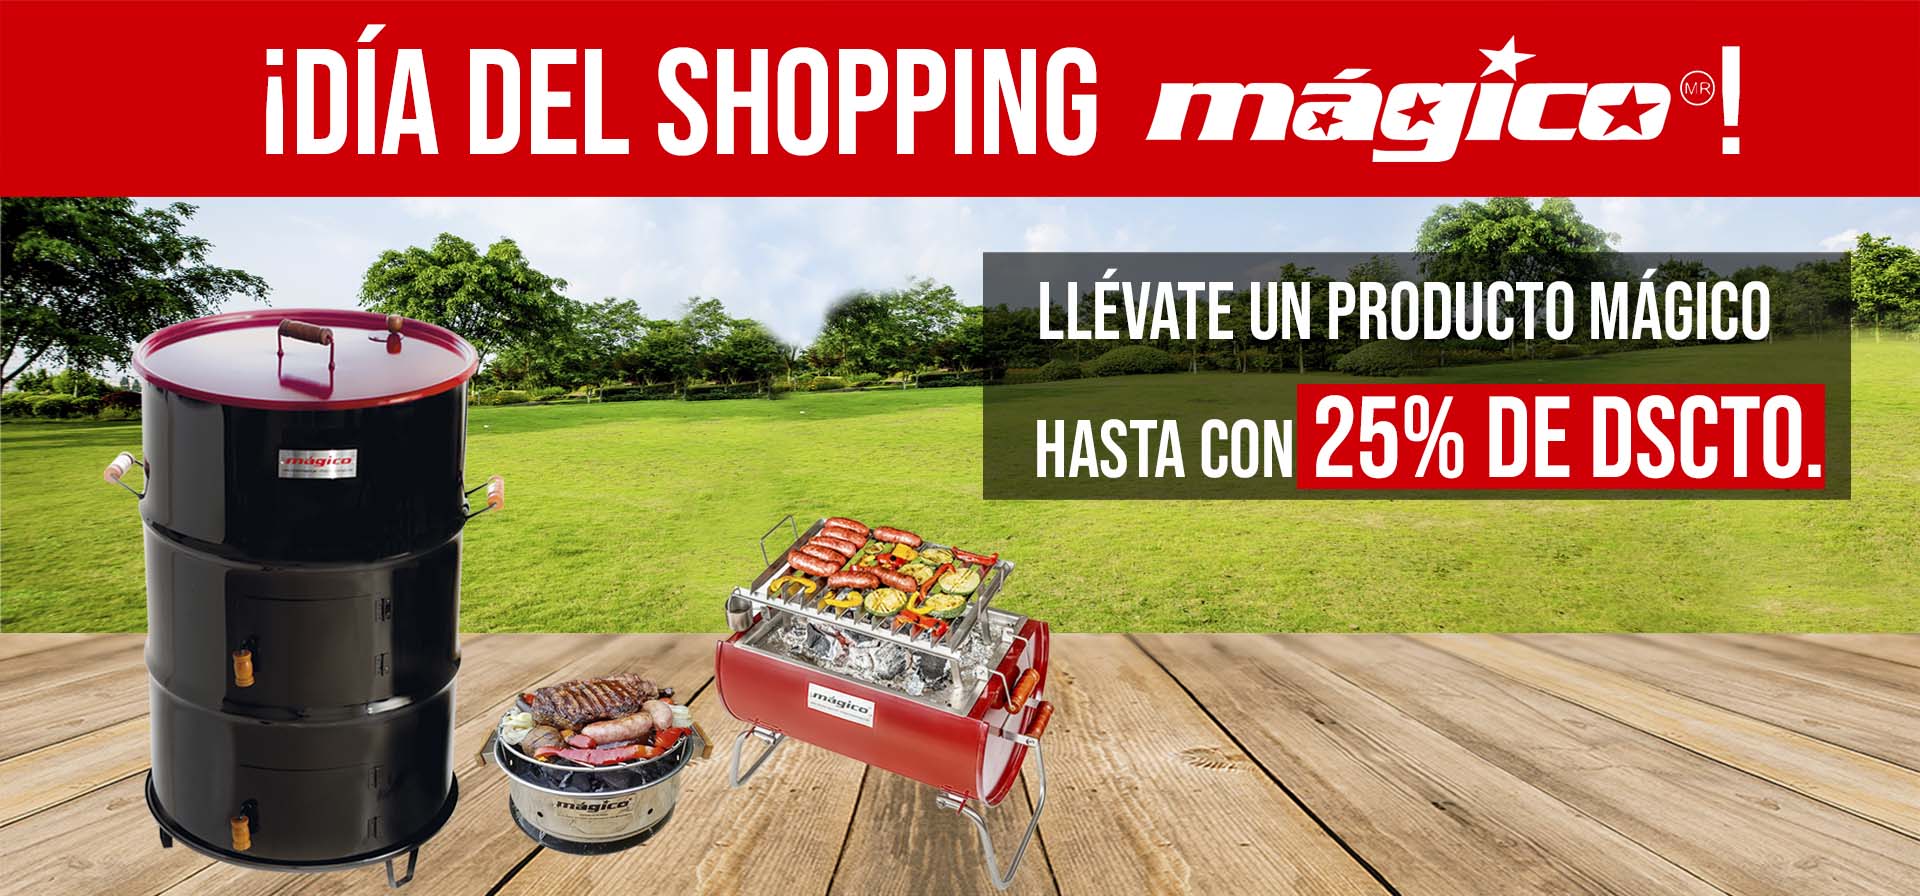 ¡DÍA DEL SHOPPING mágico MR!
LLÉVATE UN PRODUCTO MÁGICO
HASTA CON 25% DE DSCTO.
mágico
mágico
mágico